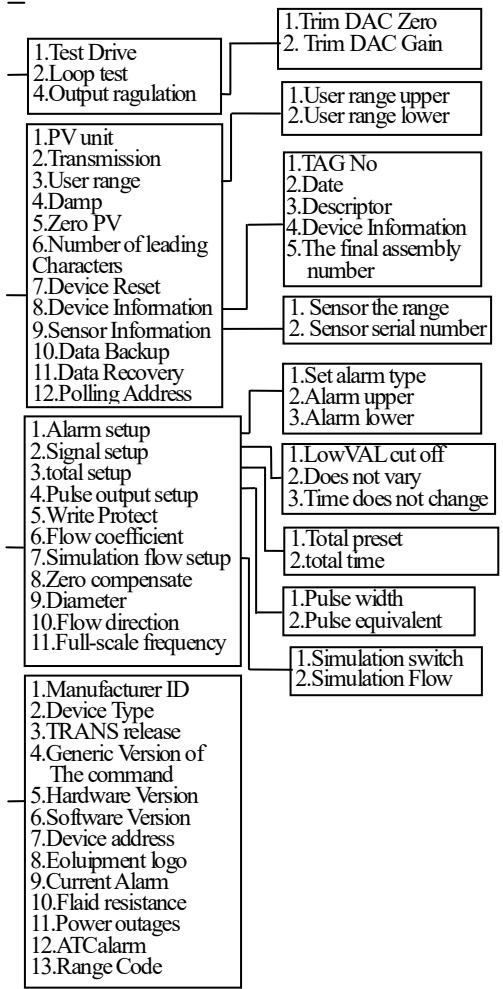 1.Test Drive
2.Loop test
4.Output ragulation
1.Trim DAC Zero
2. Trim DAC Gain
1.PV unit
2.Transmission
3.User range
4.Damp
5.Zero PV
6.Number of leading
Characters
7.Device Reset
8.Device Information
9.Sensor Information
10.Data Backup
11.Data Recovery
12.Polling Address
1.User range upper
2.User range lower
1.TAG No
2.Date
3.Descriptor
4.Device Information
5.The final assembly
number
1. Sensor the range
2. Sensor serial number
1.Alarm setup
2.Signal setup
3.total setup
4.Pulse output setup
5.Write Protect
6.Flow coefficient
7.Simulation flow setup
8.Zero compensate
9.Diameter
10.Flow direction
11.Full-scale frequency
1.Set alarm type
2.Alarm upper
3.Alarm lower
1.LowVAL cut off
2.Does not vary
3.Time does not change
1.Total preset
2.total time
1.Pulse width
2.Pulse equivalent
1.Simulation switch
2.Simulation Flow
1.Manufacturer ID
2.Device Type
3.TRANS release
4.Generic Version of
The command
5.Hardware Version
6.Software Version
7.Device address
8.Eoluipment logo
9.Current Alarm
10.Flaid resistance
11.Power outages
12.ATCalarm
13.Range Code